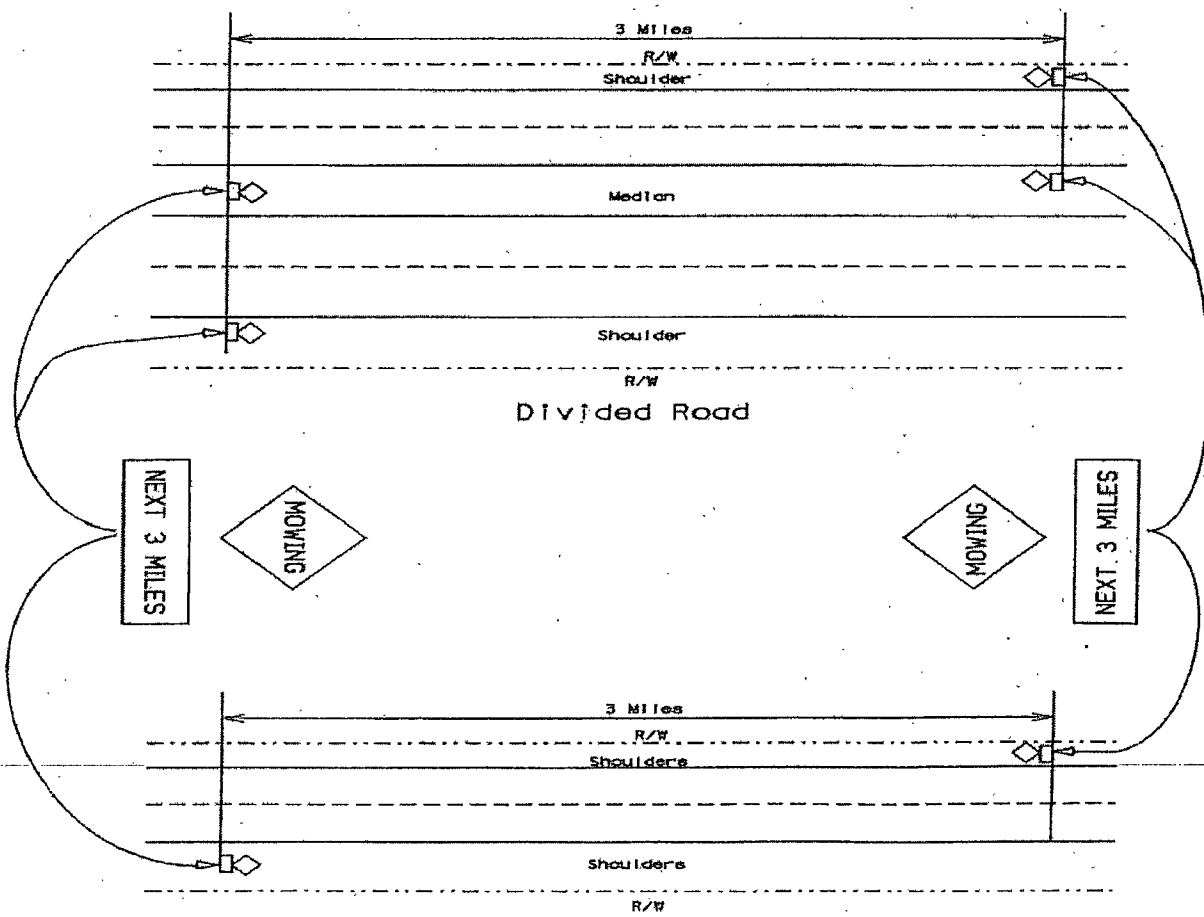 3 Miles
R/W
Shoulder
Median
Shoulder
R/W
Divided Road
NEXT 3 MILES
MOWING
MOWING
NEXT 3 MILES
3 Miles
R/W
Shoulders
Shoulders
R/W